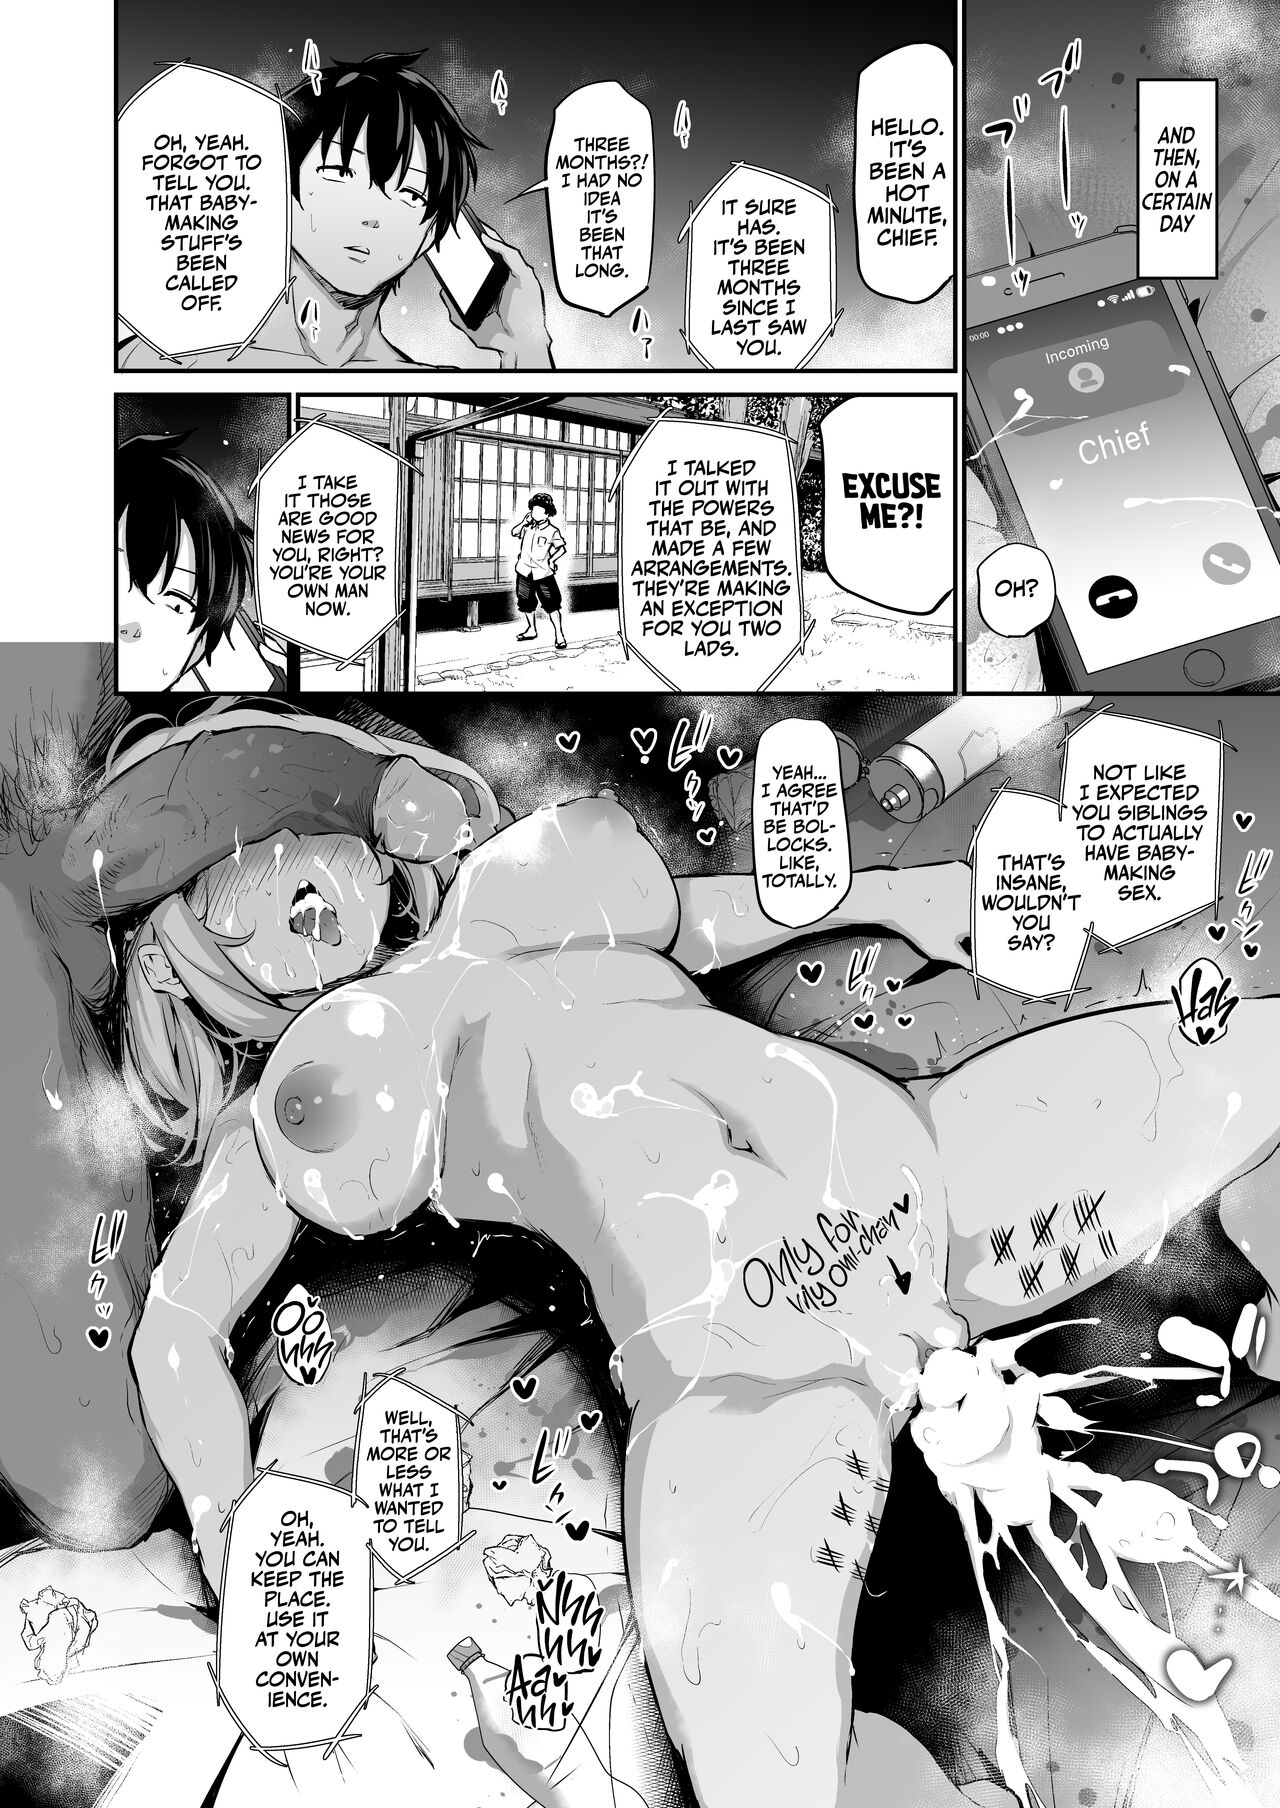 AND
THEN,
ON A
CERTAIN
DAY
00:00
Incoming
Chief
OH?
HELLO.
IT'S
BEEN A
HOT
MINUTE,
CHIEF.
IT SURE
HAS.
IT'S BEEN
THREE
MONTHS
SINCE I
LAST SAW
YOU.
THREE
MONTHS?!
I HAD NO
IDEA
IT'S
BEEN
THAT
LONG.
OH, YEAH.
FORGOT TO
TELL YOU.
THAT BABY-
MAKING
STUFF'S
BEEN
CALLED
OFF.
EXCUSE
ME?!
I TALKED
IT OUT WITH
THE POWERS
THAT BE, AND
MADE A FEW
ARRANGEMENTS.
THEY'RE MAKING
AN EXCEPTION
FOR YOU TWO
LADS.
I TAKE
IT THOSE
ARE GOOD
NEWS FOR
YOU, RIGHT?
YOU'RE YOUR
OWN MAN
NOW.
NOT LIKE
I EXPECTED
YOU SIBLINGS
TO ACTUALLY
HAVE BABY-
MAKING
SEX.
THAT'S
INSANE,
WOULDN'T
YOU
SAY?
YEAH...
I AGREE
THAT'D
BE BOL-
LOCKS.
LIKE,
TOTALLY.
Hah
Only for
my Onii-chan
WELL,
THAT'S
MORE OR
LESS
WHAT I
WANTED
TO TELL
YOU.
OH,
YEAH.
YOU CAN
KEEP THE
PLACE.
USE IT
AT YOUR
OWN
CONVEN-
IENCE.